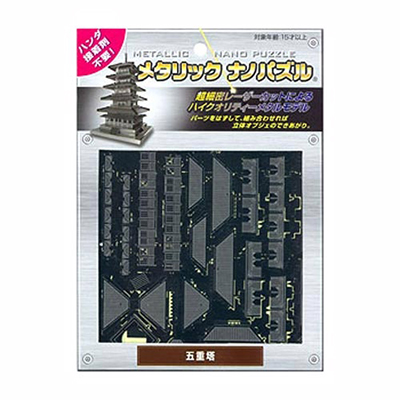 ハンダ
接着剤
不要!
対象年齢:15才以上
METALLIC NANO PUZZLE
メタリック ナノパズル®
超細密レーザーカットによる
ハイクオリティーメタルモデル
パーツをはずして、組み合わせれば
立体オブジェのできあがり。
五重塔